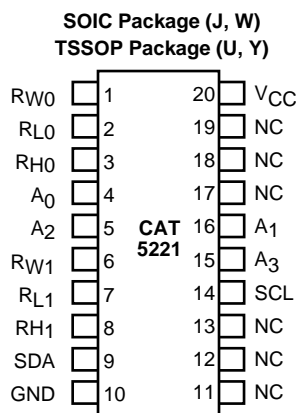 SOIC Package (J, W)
TSSOP Package (U, Y)
RW0 1 20 VCC
RL0 2 19 NC
RH0 3 18 NC
A0 4 17 NC
A2 5 CAT 16 A1
RW1 6 5221 15 A3
RL1 7 14 SCL
RH1 8 13 NC
SDA 9 12 NC
GND 10 11 NC